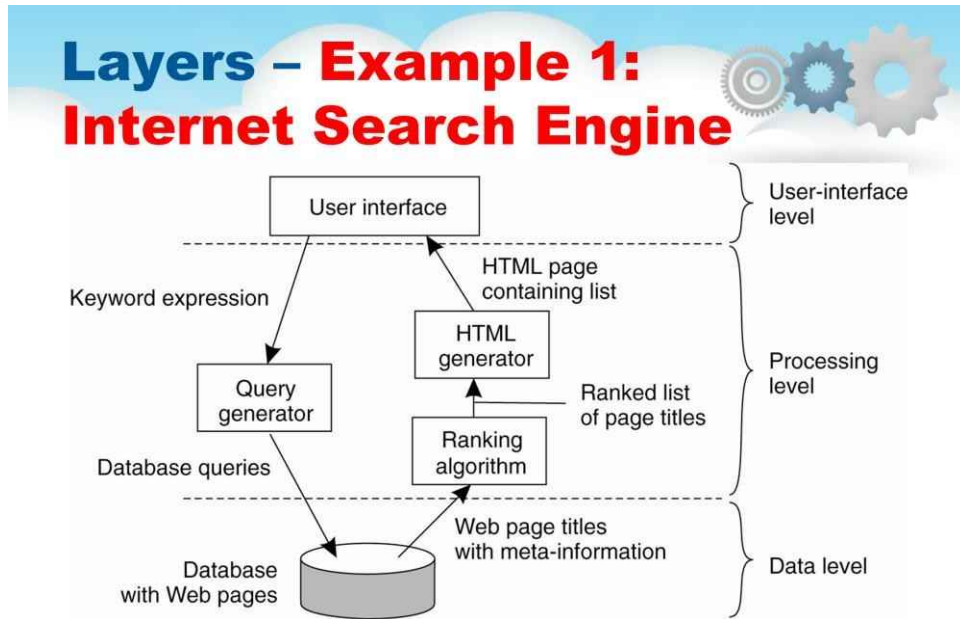 Layers – Example 1:
Internet Search Engine
User interface
User-interface
level
Keyword expression
HTML page
containing list
HTML
generator
Processing
level
Query
generator
Ranked list
of page titles
Ranking
algorithm
Database queries
Web page titles
with meta-information
Database
with Web pages
Data level